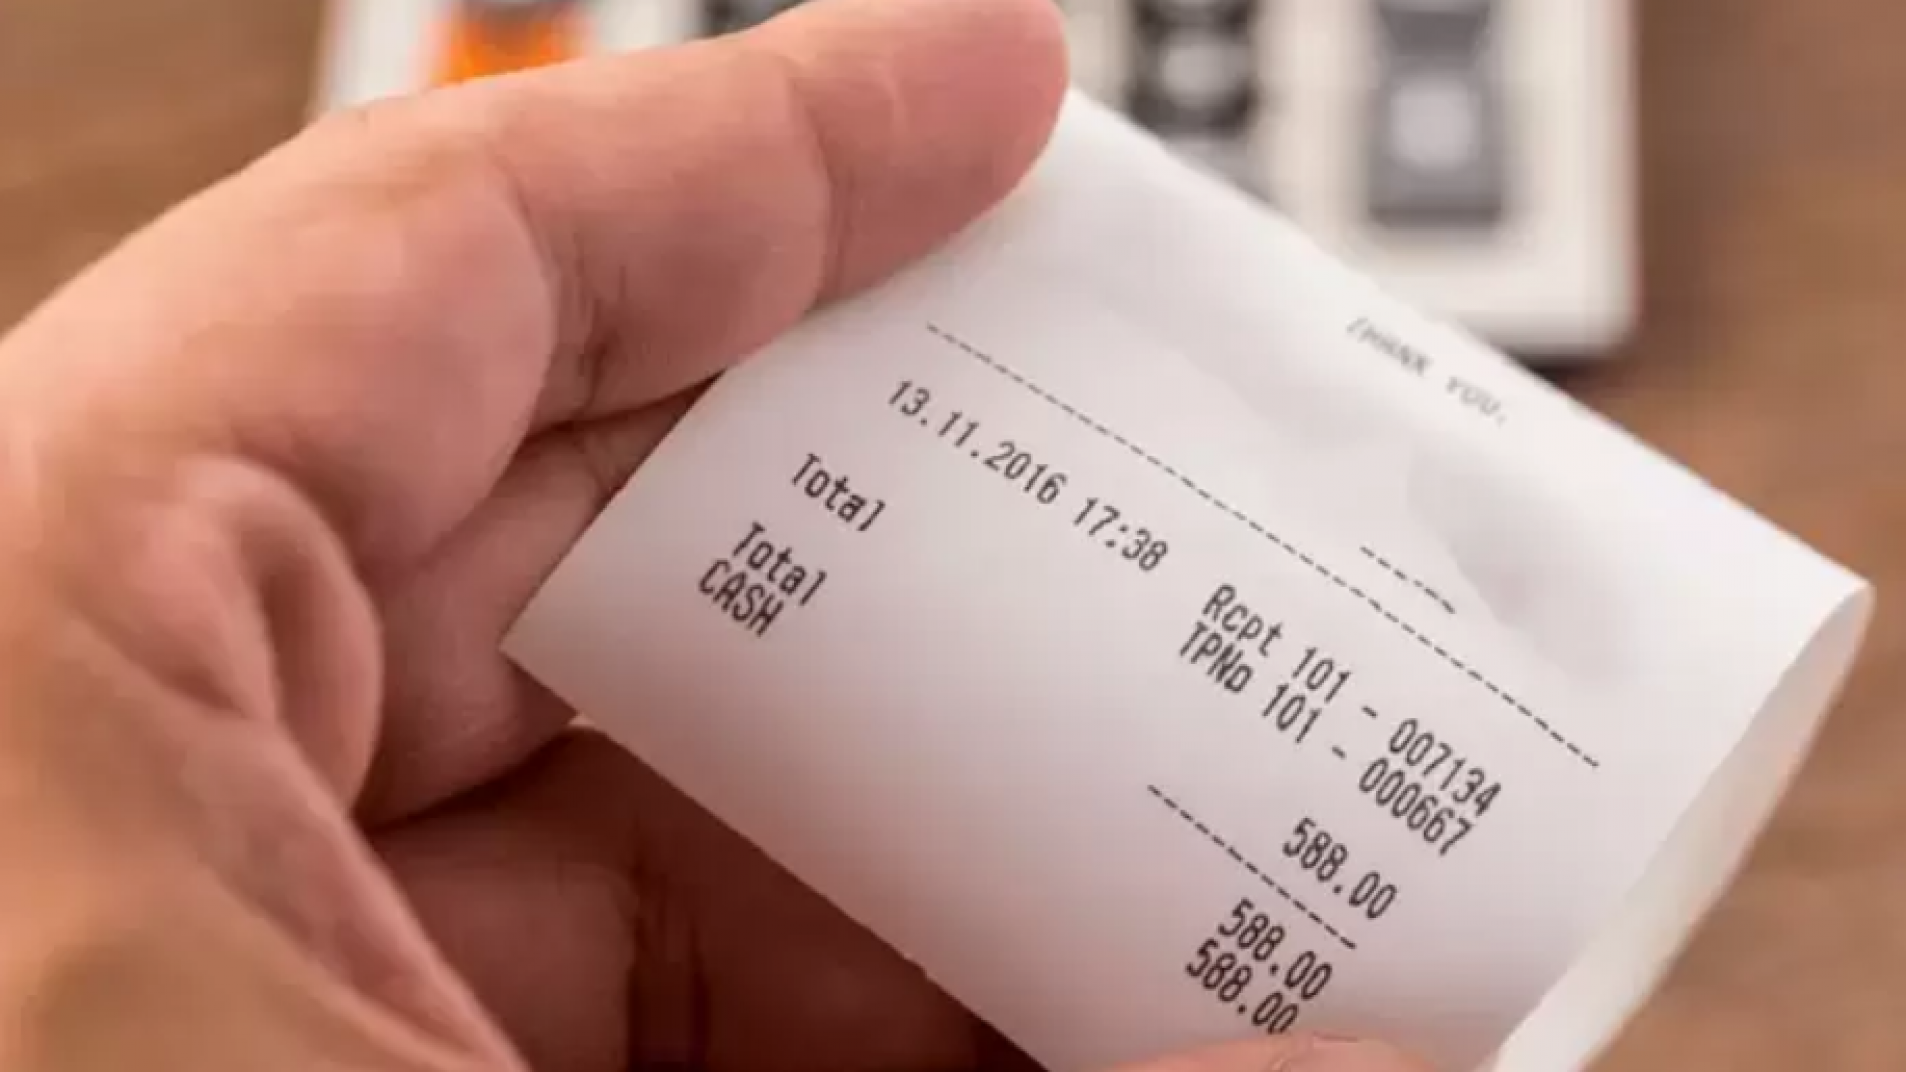 THANK YOU.
13.11.2016 17:38
Rcpt 101 - 007134
TPNo 101 - 000667
Total 588.00
Total 588.00
CASH 588.00